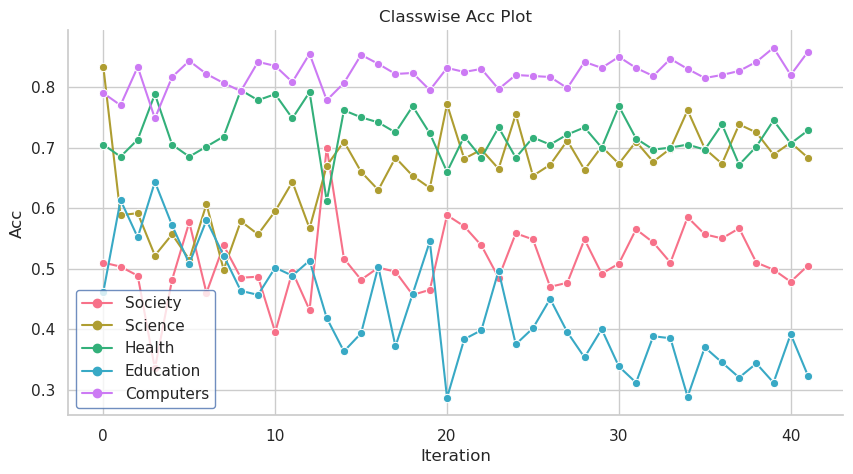 Classwise Acc Plot
Acc
0.8
0.7
0.6
0.5
0.4
0.3
Society
Science
Health
Education
Computers
0 10 20 30 40
Iteration